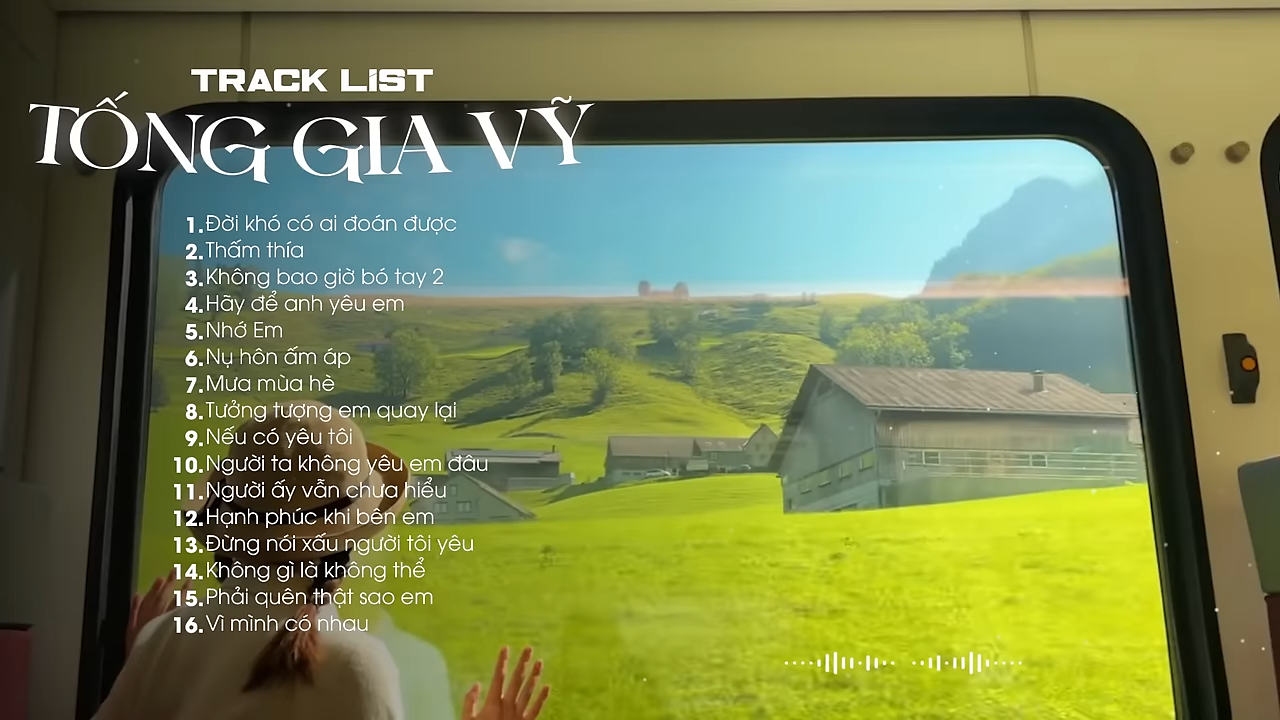 TRACK LIST
TỐNG GIA VỸ
1. Đời khó có ai đoán được
2. Thấm thía
3. Không bao giờ bó tay 2
4. Hãy để anh yêu em
5. Nhớ Em
6. Nụ hôn ấm áp
7. Mưa mùa hè
8. Tưởng tượng em quay lại
9. Nếu có yêu tôi
10. Người ta không yêu em đâu
11. Người ấy vẫn chưa hiểu
12. Hạnh phúc khi bên em
13. Đừng nói xấu người tôi yêu
14. Không gì là không thể
15. Phải quên thật sao em
16. Vì mình có nhau